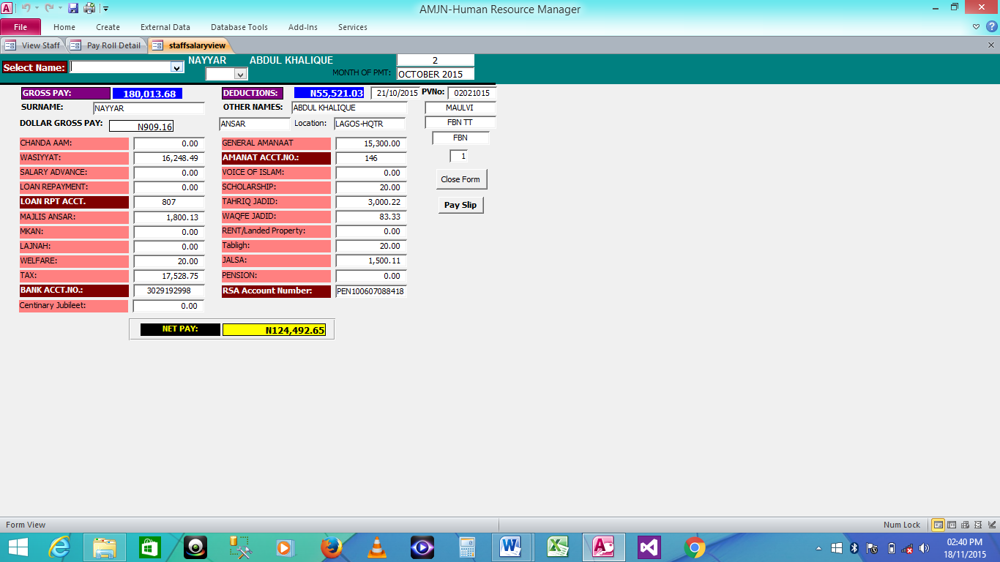 AMJN-Human Resource Manager
File Home Create External Data Database Tools Add-Ins Services
View Staff Pay Roll Detail staffsalaryview
Select Name: NAYYAR ABDUL KHALIQUE 2
MONTH OF PMT: OCTOBER 2015
GROSS PAY: 180,013.68 DEDUCTIONS: N55,521.03 21/10/2015 PVNo: 02021015
SURNAME: NAYYAR OTHER NAMES: ABDUL KHALIQUE MAULVI
DOLLAR GROSS PAY: N909.16 ANSAR Location: LAGOS-HQTR FBN TT
CHANDA AAM: 0.00 GENERAL AMANAAT 15,300.00 FBN
WASIYYAT: 16,248.49 AMANAT ACCT.NO.: 146 1
SALARY ADVANCE: 0.00 VOICE OF ISLAM: 0.00
LOAN REPAYMENT: 0.00 SCHOLARSHIP: 20.00 Close Form
LOAN RPT ACCT. 807 TAHRIQ JADID: 3,000.22 Pay Slip
MAJLIS ANSAR: 1,800.13 WAQFE JADID: 83.33
MKAN: 0.00 RENT/Landed Property: 0.00
LAJNAH: 0.00 Tabligh: 20.00
WELFARE: 20.00 JALSA: 1,500.11
TAX: 17,528.75 PENSION: 0.00
BANK ACCT.NO.: 3029192998 RSA Account Number: PEN100607088418
Centinary Jubileet: 0.00
NET PAY: N124,492.65
Form View Num Lock
02:40 PM
18/11/2015